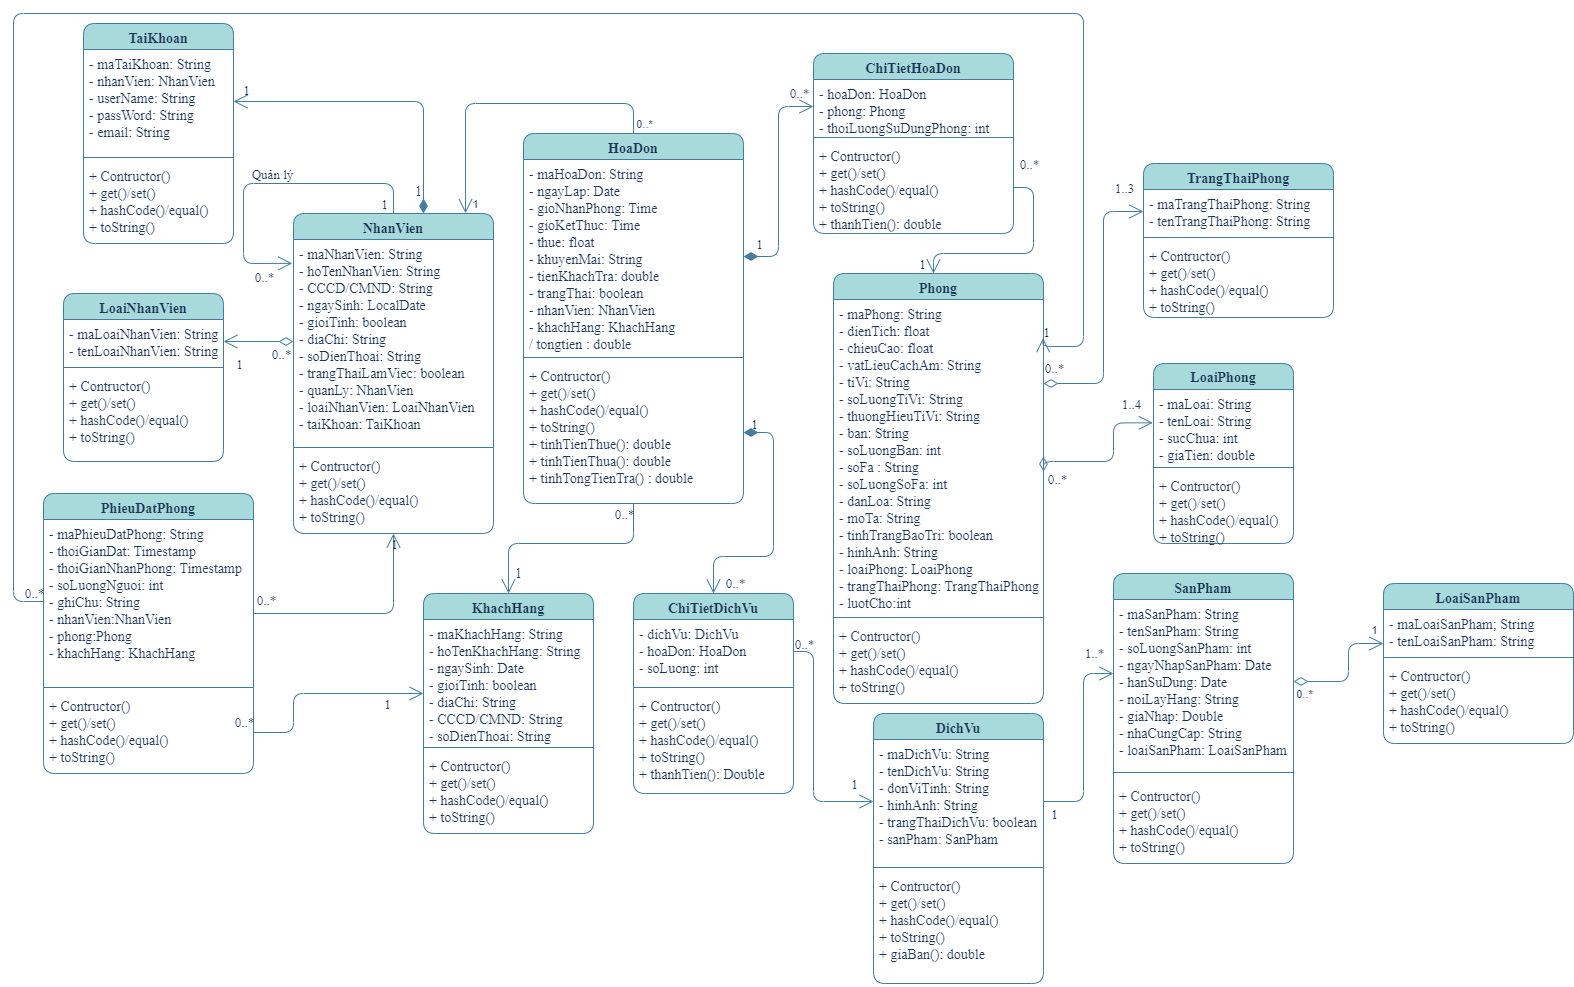 TaiKhoan
- maTaiKhoan: String
- nhanVien: NhanVien
- userName: String
- passWord: String
- email: String
+ Contructor()
+ get()/set()
+ hashCode()/equal()
+ toString()
1
1
Quản lý
1
0..*
NhanVien
- maNhanVien: String
- hoTenNhanVien: String
- CCCD/CMND: String
- ngaySinh: LocalDate
- gioiTinh: boolean
- diaChi: String
- soDienThoai: String
- trangThaiLamViec: boolean
- quanLy: NhanVien
- loaiNhanVien: LoaiNhanVien
- taiKhoan: TaiKhoan
+ Contructor()
+ get()/set()
+ hashCode()/equal()
+ toString()
LoaiNhanVien
- maLoaiNhanVien: String
- tenLoaiNhanVien: String
+ Contructor()
+ get()/set()
+ hashCode()/equal()
+ toString()
0..*
1
PhieuDatPhong
- maPhieuDatPhong: String
- thoiGianDat: Timestamp
- thoiGianNhanPhong: Timestamp
- soLuongNguoi: int
- ghiChu: String
- nhanVien:NhanVien
- phong:Phong
- khachHang: KhachHang
+ Contructor()
+ get()/set()
+ hashCode()/equal()
+ toString()
0..*
0..*
1
0..*
1
HoaDon
- maHoaDon: String
- ngayLap: Date
- gioNhanPhong: Time
- gioKetThuc: Time
- thue: float
- khuyenMai: String
- tienKhachTra: double
- trangThai: boolean
- nhanVien: NhanVien
- khachHang: KhachHang
/ tongtien : double
+ Contructor()
+ get()/set()
+ hashCode()/equal()
+ toString()
+ tinhTienThue(): double
+ tinhTienThua(): double
+ tinhTongTienTra() : double
0..*
1
1
0..*
1
0..*
0..*
1
KhachHang
- maKhachHang: String
- hoTenKhachHang: String
- ngaySinh: Date
- gioiTinh: boolean
- diaChi: String
- CCCD/CMND: String
- soDienThoai: String
+ Contructor()
+ get()/set()
+ hashCode()/equal()
+ toString()
ChiTietDichVu
- dichVu: DichVu
- hoaDon: HoaDon
- soLuong: int
+ Contructor()
+ get()/set()
+ hashCode()/equal()
+ toString()
+ thanhTien(): Double
0..*
1
ChiTietHoaDon
- hoaDon: HoaDon
- phong: Phong
- thoiLuongSuDungPhong: int
+ Contructor()
+ get()/set()
+ hashCode()/equal()
+ toString()
+ thanhTien(): double
0..*
1
Phong
- maPhong: String
- dienTich: float
- chieuCao: float
- vatLieuCachAm: String
- tiVi: String
- soLuongTiVi: String
- thuongHieuTiVi: String
- ban: String
- soLuongBan: int
- soFa : String
- soLuongSoFa: int
- danLoa: String
- moTa: String
- tinhTrangBaoTri: boolean
- hinhAnh: String
- loaiPhong: LoaiPhong
- trangThaiPhong: TrangThaiPhong
- luotCho:int
+ Contructor()
+ get()/set()
+ hashCode()/equal()
+ toString()
1
0..*
1..3
0..*
1..4
TrangThaiPhong
- maTrangThaiPhong: String
- tenTrangThaiPhong: String
+ Contructor()
+ get()/set()
+ hashCode()/equal()
+ toString()
LoaiPhong
- maLoai: String
- tenLoai: String
- sucChua: int
- giaTien: double
+ Contructor()
+ get()/set()
+ hashCode()/equal()
+ toString()
DichVu
- maDichVu: String
- tenDichVu: String
- donViTinh: String
- hinhAnh: String
- trangThaiDichVu: boolean
- sanPham: SanPham
+ Contructor()
+ get()/set()
+ hashCode()/equal()
+ toString()
+ giaBan(): double
1
1..*
SanPham
- maSanPham: String
- tenSanPham: String
- soLuongSanPham: int
- ngayNhapSanPham: Date
- hanSuDung: Date
- noiLayHang: String
- giaNhap: Double
- nhaCungCap: String
- loaiSanPham: LoaiSanPham
+ Contructor()
+ get()/set()
+ hashCode()/equal()
+ toString()
0..*
1
LoaiSanPham
- maLoaiSanPham; String
- tenLoaiSanPham: String
+ Contructor()
+ get()/set()
+ hashCode()/equal()
+ toString()